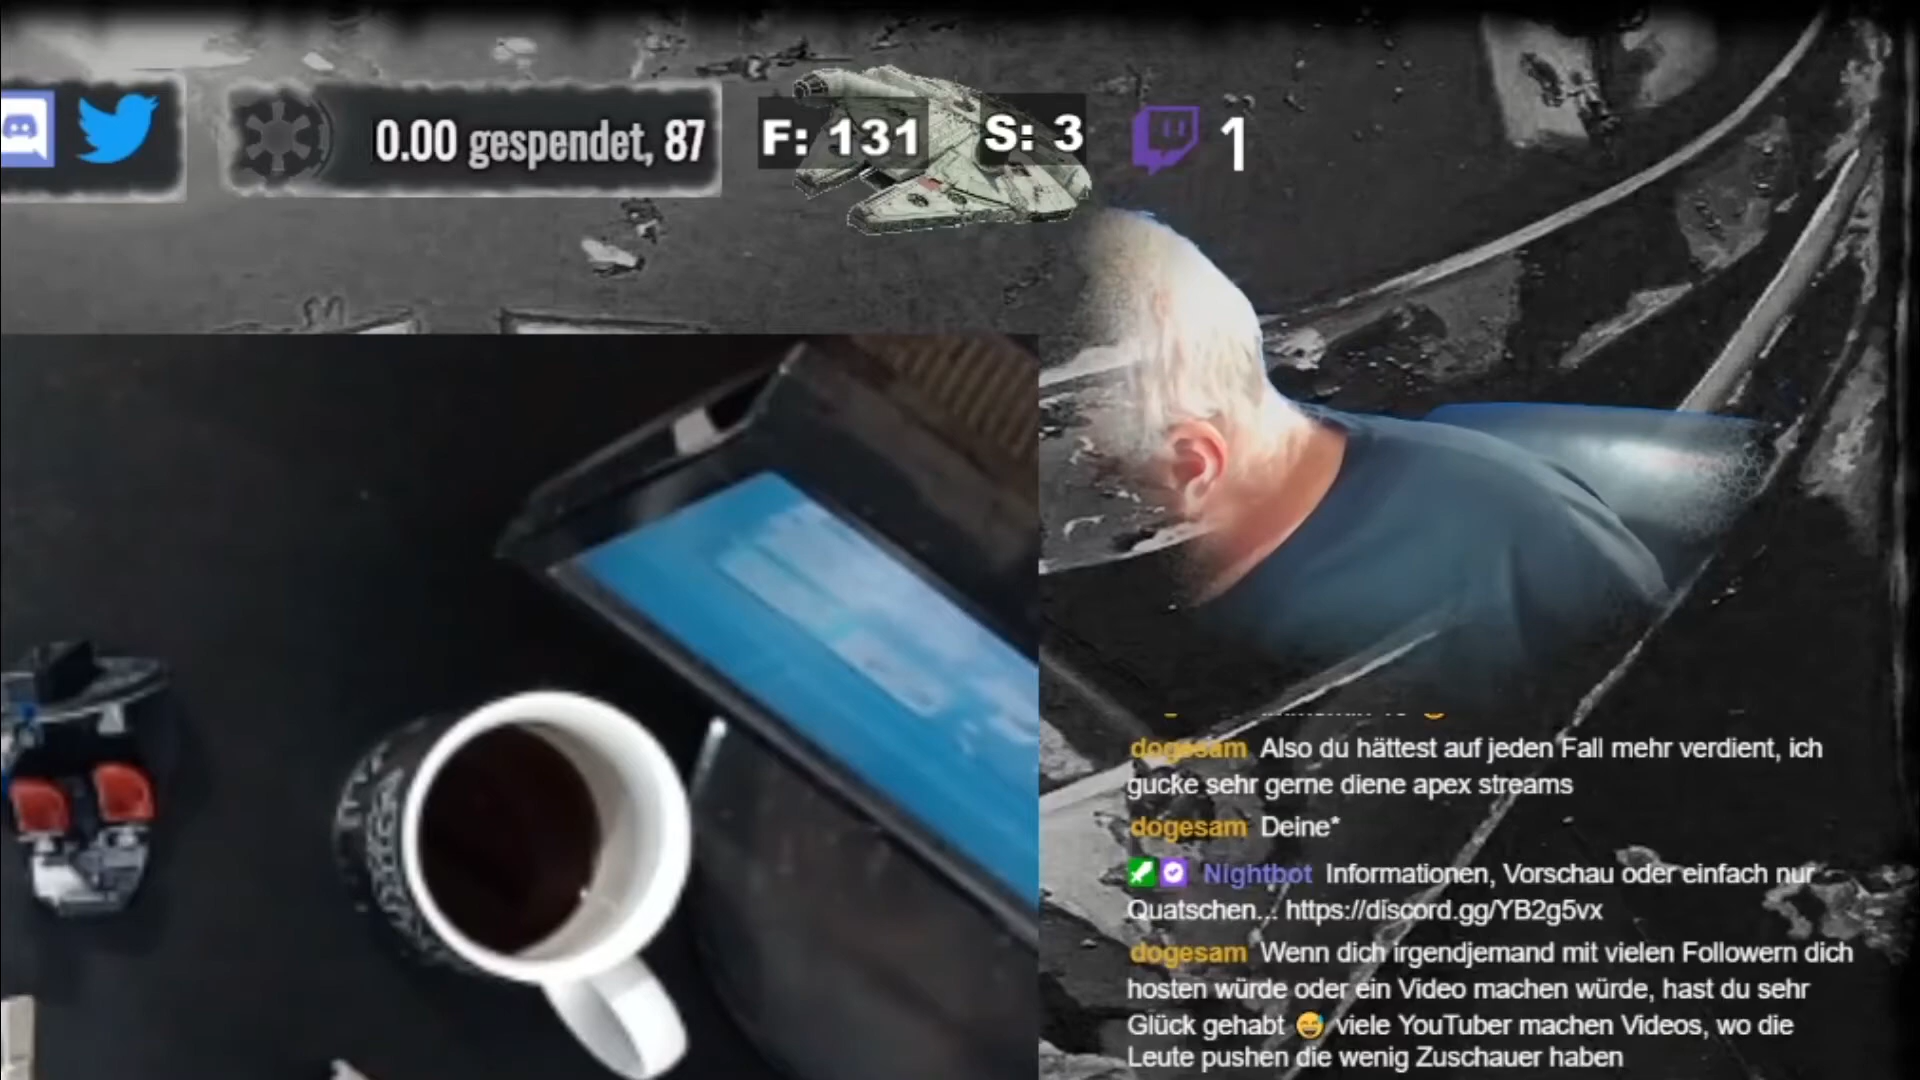 0.00 gespendet, 87
F: 131
S: 3
1
dogesam Also du hättest auf jeden Fall mehr verdient, ich
gucke sehr gerne diene apex streams
dogesam Deine*
Nightbot Informationen, Vorschau oder einfach nur
Quatschen... https://discord.gg/YB2g5vx
dogesam Wenn dich irgendjemand mit vielen Followern dich
hosten würde oder ein Video machen würde, hast du sehr
Glück gehabt 😅 viele YouTuber machen Videos, wo die
Leute pushen die wenig Zuschauer haben